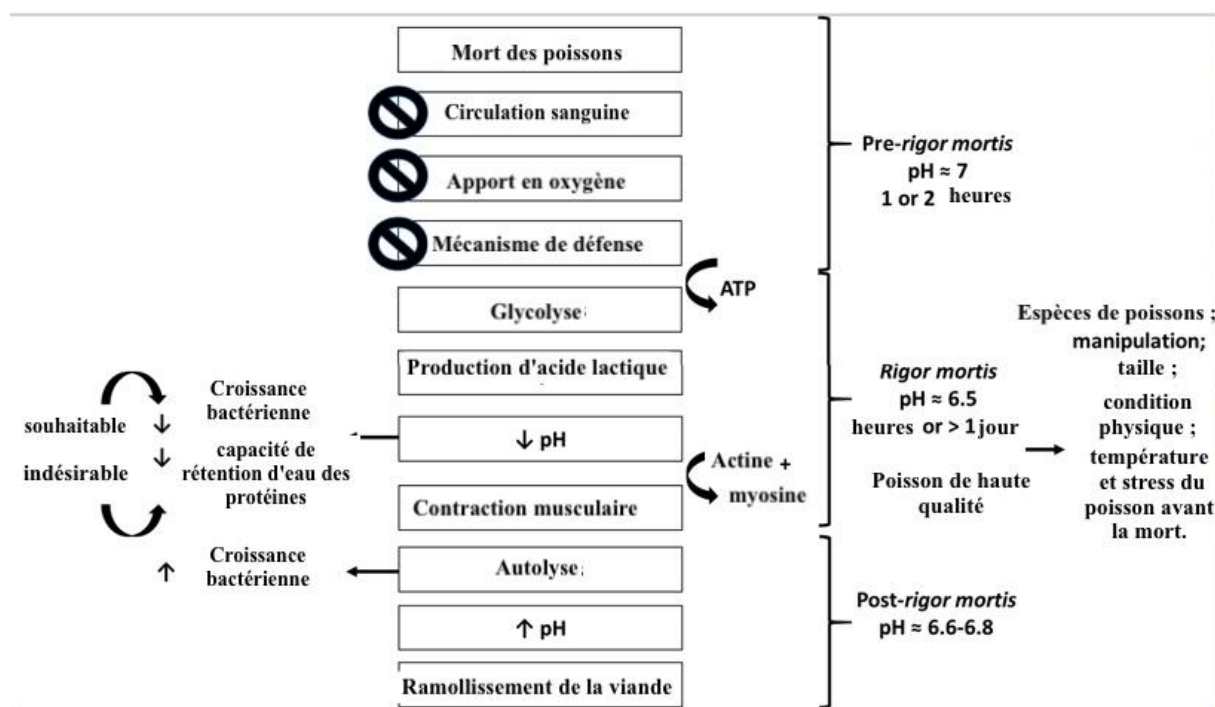 Mort des poissons
Circulation sanguine
Apport en oxygène
Mécanisme de défense
Pre-rigor mortis
pH ≈ 7
1 or 2 heures
ATP
Glycolyse
Production d'acide lactique
↓ pH
Actine +
myosine
Contraction musculaire
Croissance
bactérienne
↓
souhaitable
↓
indésirable
capacité de
rétention d'eau des
protéines
Rigor mortis
pH ≈ 6.5
heures or > 1 jour
Poisson de haute
qualité
Espèces de poissons ;
manipulation;
taille ;
condition
physique ;
température
et stress du
poisson avant
la mort.
Autolyse
↑
Croissance
bactérienne
↑ pH
Ramollissement de la viande
Post-rigor mortis
pH ≈ 6.6-6.8